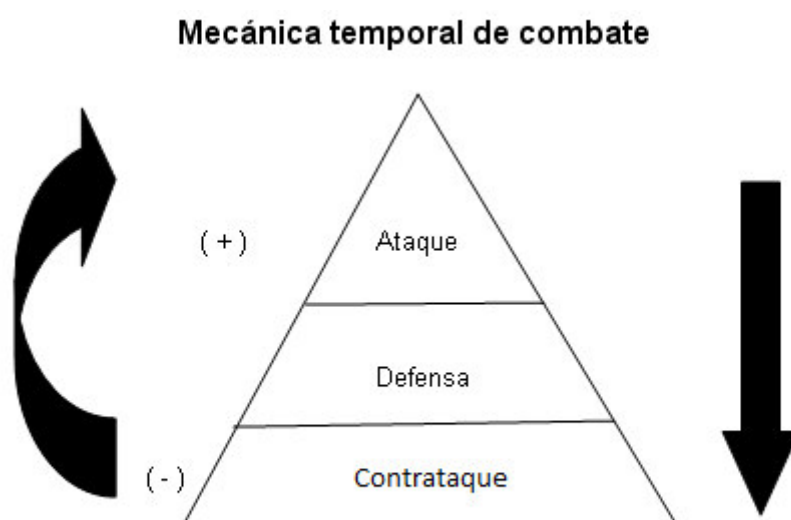 Mecánica temporal de combate
( + )
Ataque
Defensa
( - )
Contrataque